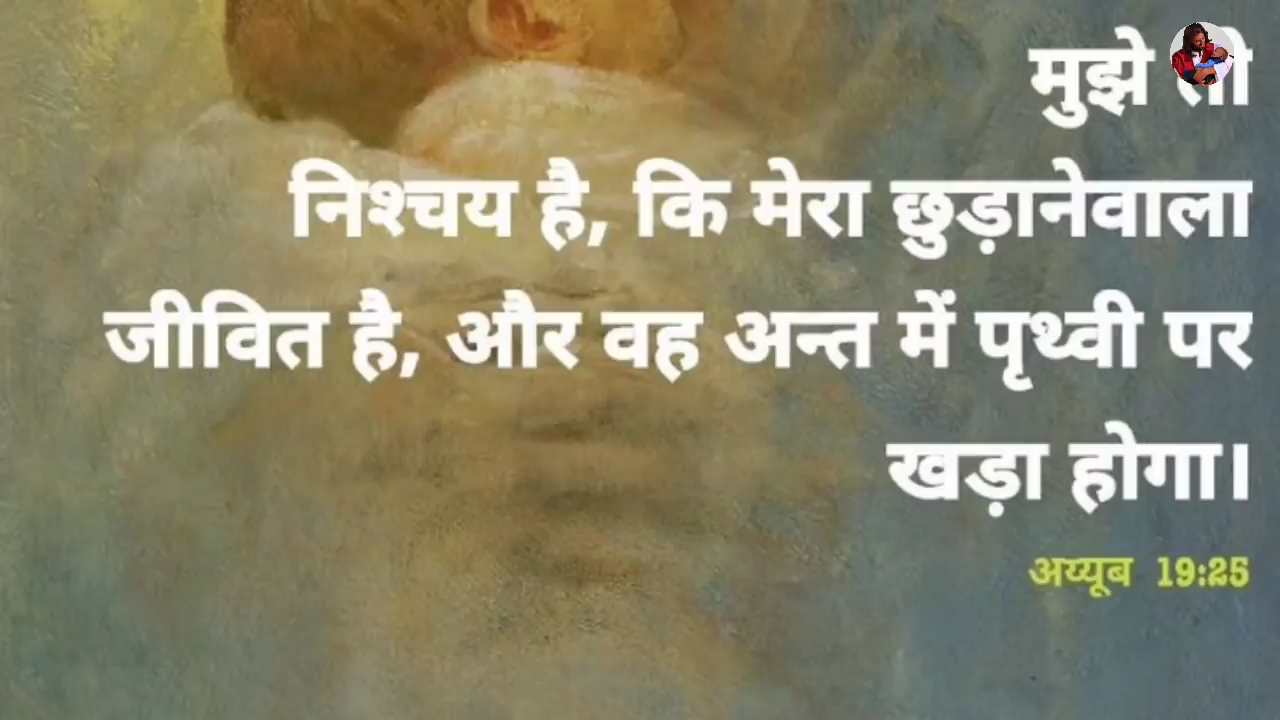 मुझे तो
निश्चय है, कि मेरा छुड़ानेवाला
जीवित है, और वह अन्त में पृथ्वी पर
खड़ा होगा।
अय्यूब 19:25